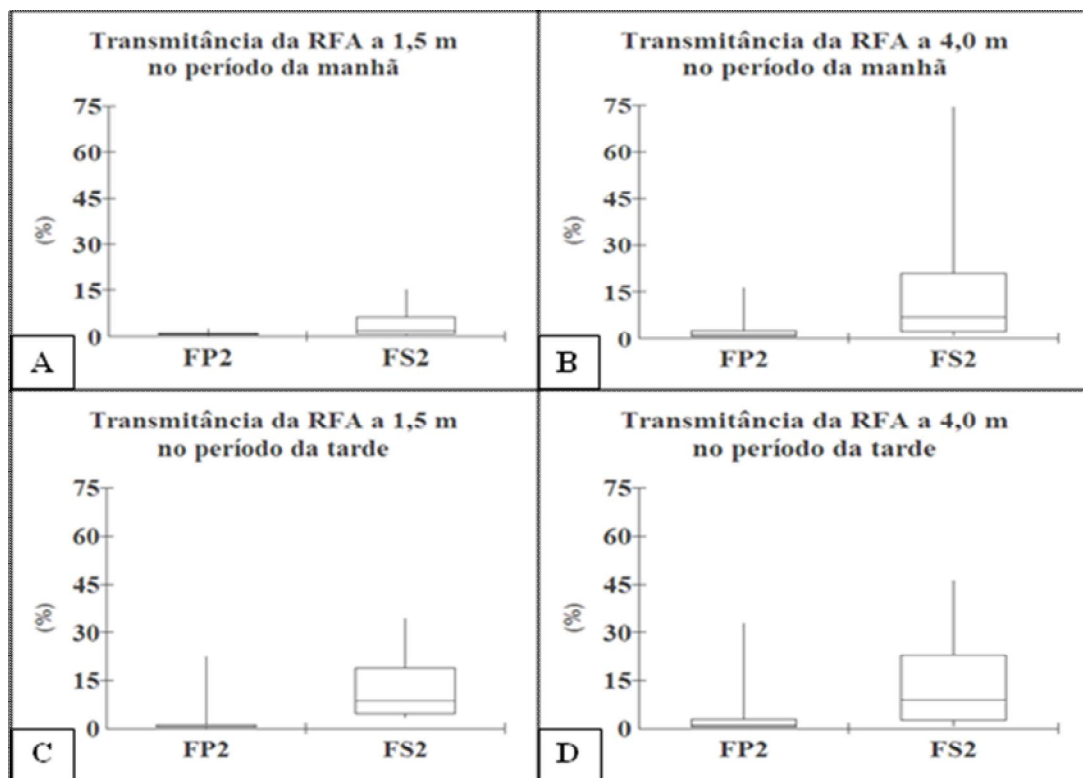 Transmitância da RFA a 1,5 m
no período da manhã
75
60
45
30
15
0
(%)
FP2 FS2
A
Transmitância da RFA a 4,0 m
no período da manhã
75
60
45
30
15
0
(%)
FP2 FS2
B
Transmitância da RFA a 1,5 m
no período da tarde
75
60
45
30
15
0
(%)
FP2 FS2
C
Transmitância da RFA a 4,0 m
no período da tarde
75
60
45
30
15
0
(%)
FP2 FS2
D